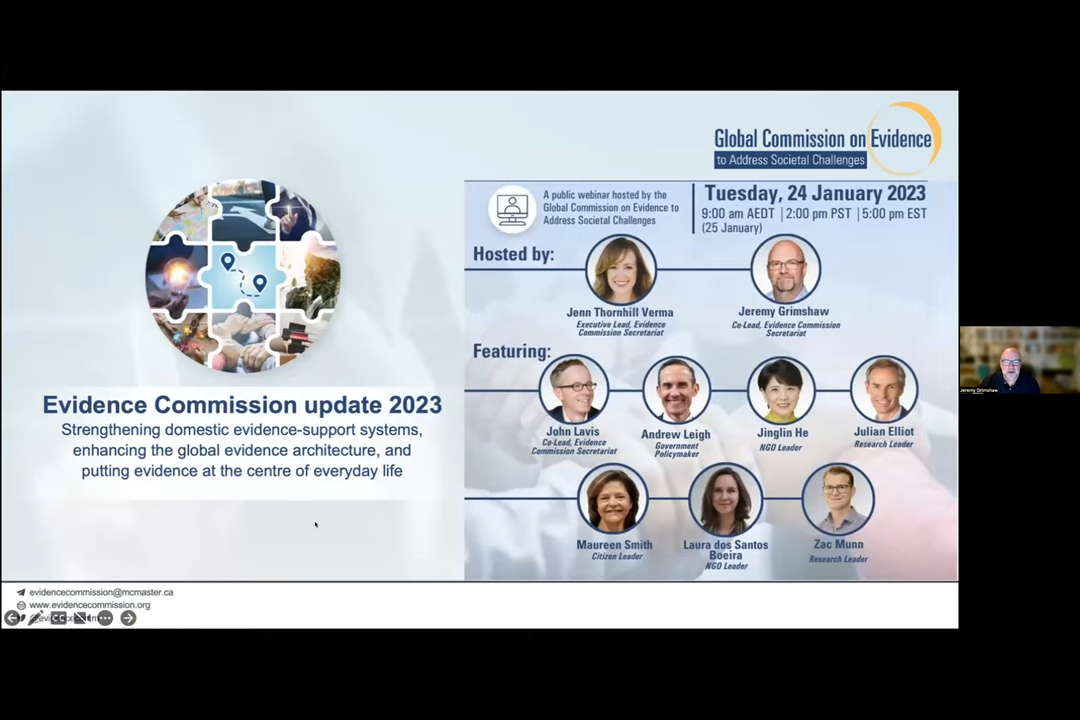 Global Commission on Evidence
to Address Societal Challenges
A public webinar hosted by the
Global Commission on Evidence to
Address Societal Challenges
Tuesday, 24 January 2023
9:00 am AEDT | 2:00 pm PST | 5:00 pm EST
(25 January)
Hosted by:
Jenn Thornhill Verma
Executive Lead, Evidence
Commission Secretariat
Jeremy Grimshaw
Co-Lead, Evidence Commission
Secretariat
Featuring:
John Lavis
Co-Lead, Evidence
Commission Secretariat
Andrew Leigh
Government
Policymaker
Jinglin He
NGO Leader
Julian Elliot
Research Leader
Maureen Smith
Citizen Leader
Laura dos Santos
Boeira
NGO Leader
Zac Munn
Research Leader
Evidence Commission update 2023
Strengthening domestic evidence-support systems,
enhancing the global evidence architecture, and
putting evidence at the centre of everyday life
evidencecommission@mcmaster.ca
www.evidencecommission.org
Jeremy Grimshaw